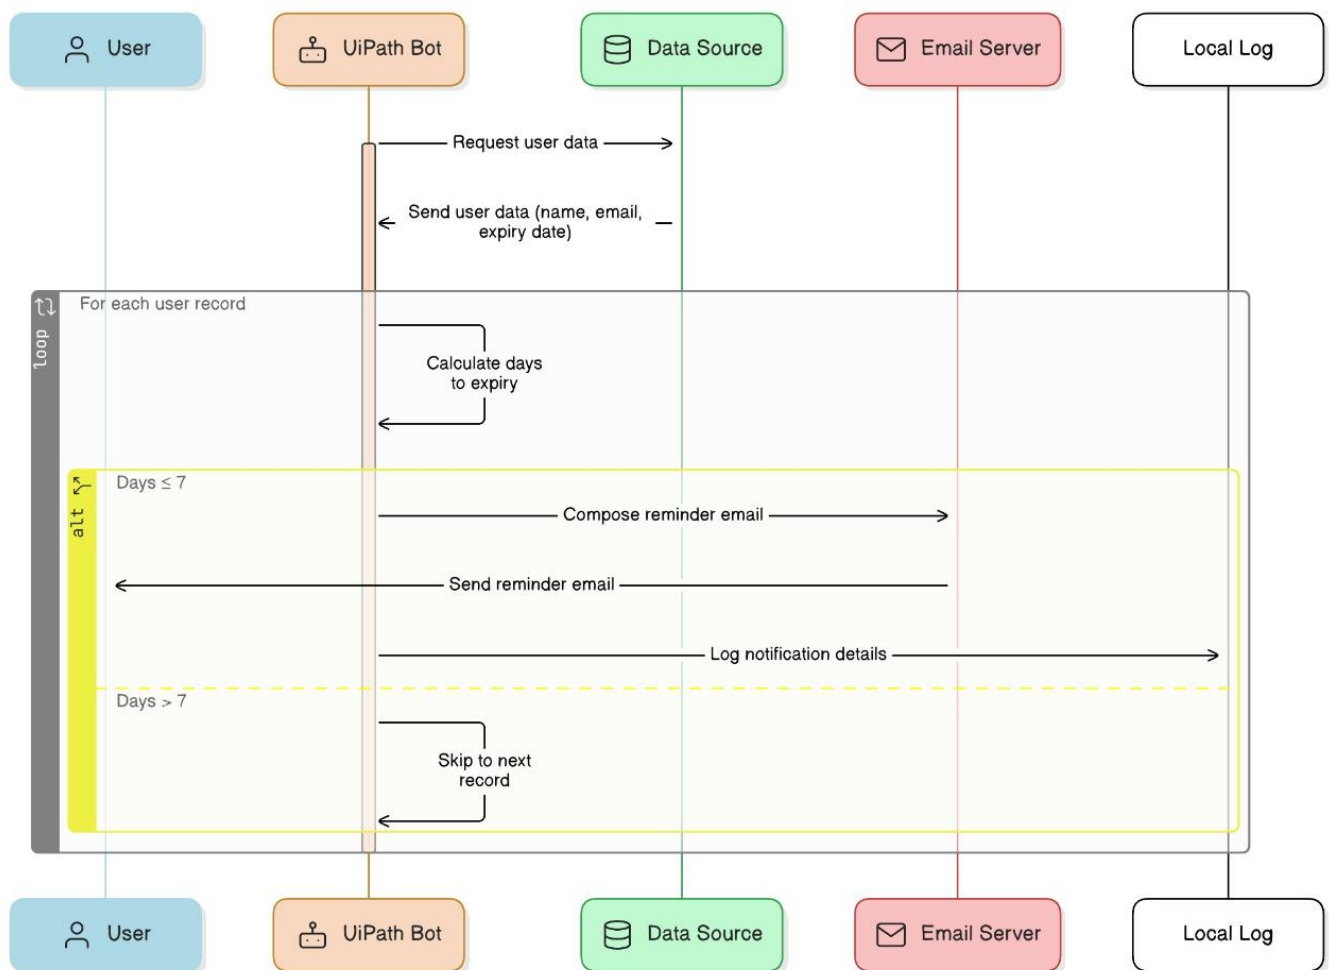 User
UiPath Bot
Data Source
Email Server
Local Log
Request user data
Send user data (name, email,
expiry date)
loop
For each user record
Calculate days
to expiry
alt
Days ≤ 7
Compose reminder email
Send reminder email
Log notification details
Days > 7
Skip to next
record
User
UiPath Bot
Data Source
Email Server
Local Log